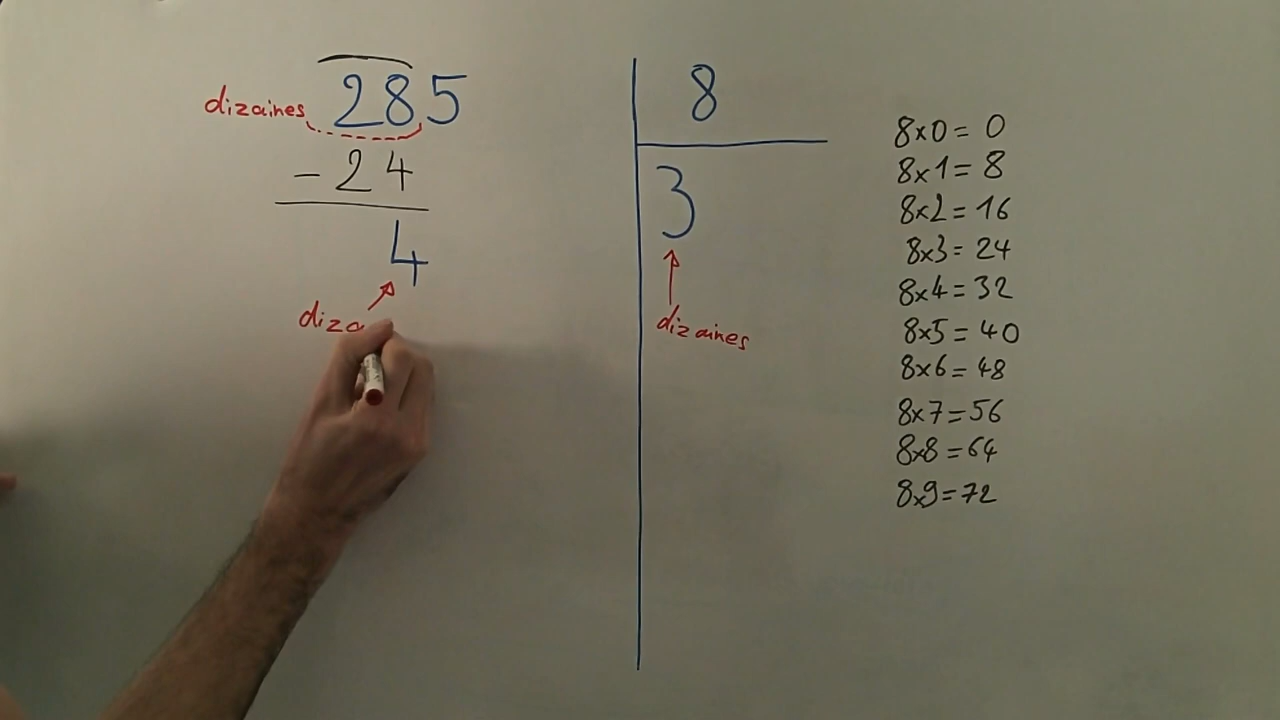 dizaines 285
- 24
4
diza
8
3
dizaines
8x0= 0
8x1= 8
8x2= 16
8x3= 24
8x4= 32
8x5= 40
8x6= 48
8x7=56
8x8=64
8x9=72